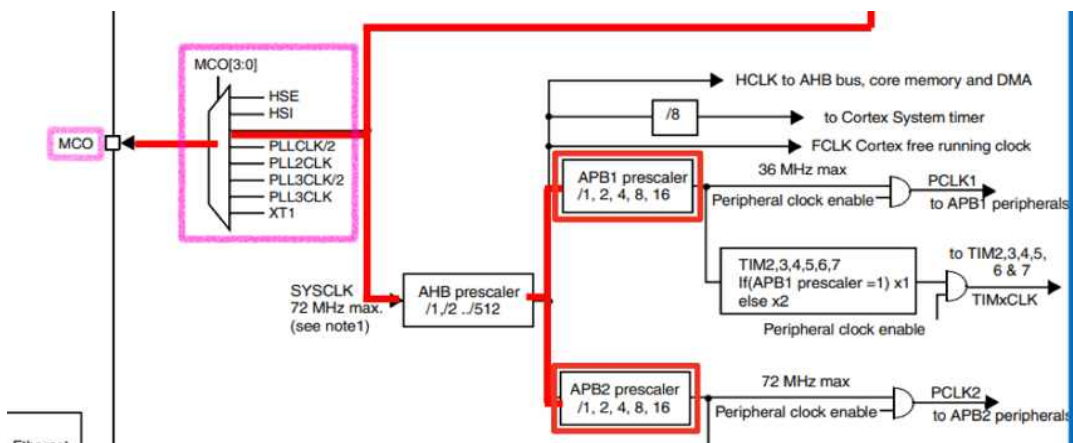 MCO[3:0]
HSE
HSI
MCO
PLLCLK/2
PLL2CLK
PLL3CLK/2
PLL3CLK
XT1
SYSCLK
72 MHz max.
(see note1)
AHB prescaler
/1,/2 ../512
HCLK to AHB bus, core memory and DMA
/8
to Cortex System timer
FCLK Cortex free running clock
APB1 prescaler
/1, 2, 4, 8, 16
36 MHz max
Peripheral clock enable
PCLK1
to APB1 peripherals
TIM2,3,4,5,6,7
If(APB1 prescaler =1) x1
else x2
to TIM2,3,4,5,
6 & 7
TIMxCLK
Peripheral clock enable
APB2 prescaler
/1, 2, 4, 8, 16
72 MHz max
Peripheral clock enable
PCLK2
to APB2 peripherals